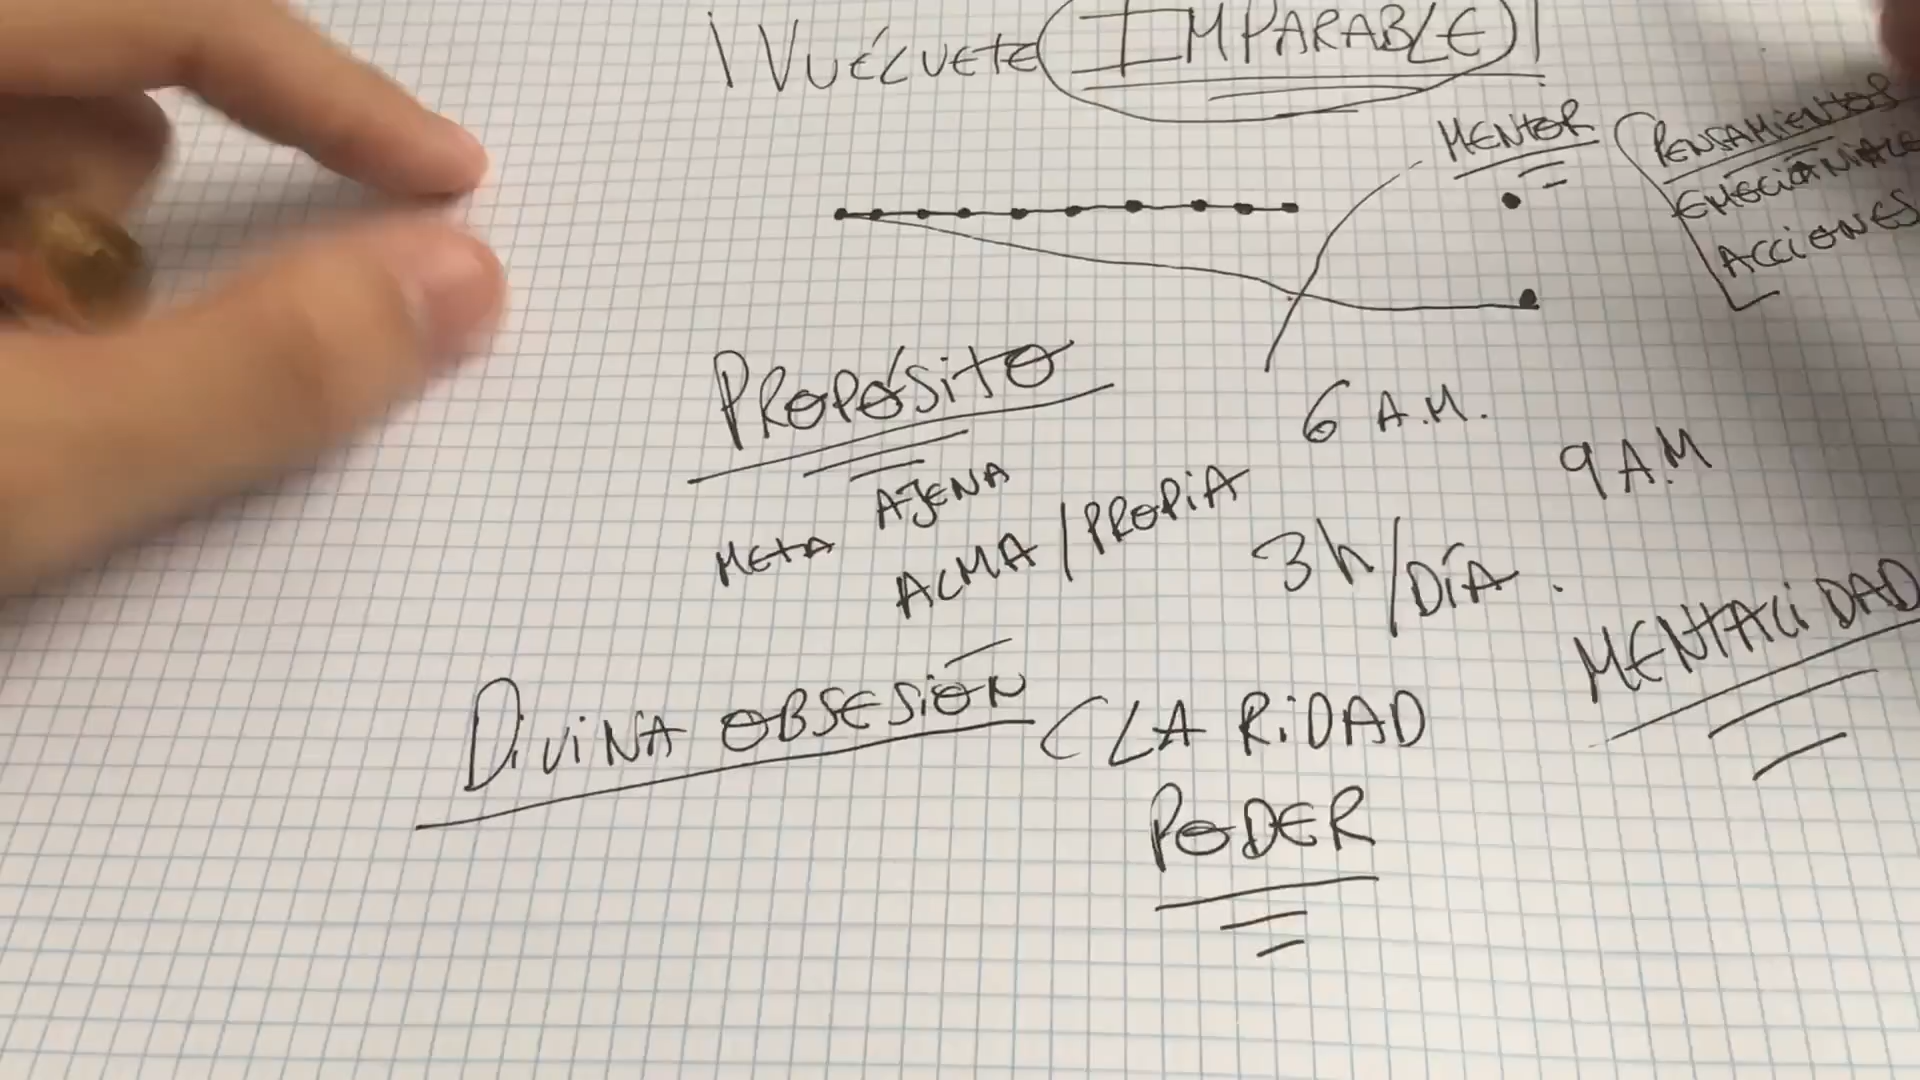 ¡VUÉLVETE IMPARABLE!
MENTOR
PENSAMIENTOS
ACCIONES
PROPÓSITO
6 A.M.
9 A.M
META AJENA
ALMA / PROPIA
3h/DÍA.
MENTALIDAD
DIVINA OBSESIÓN
CLARIDAD
PODER